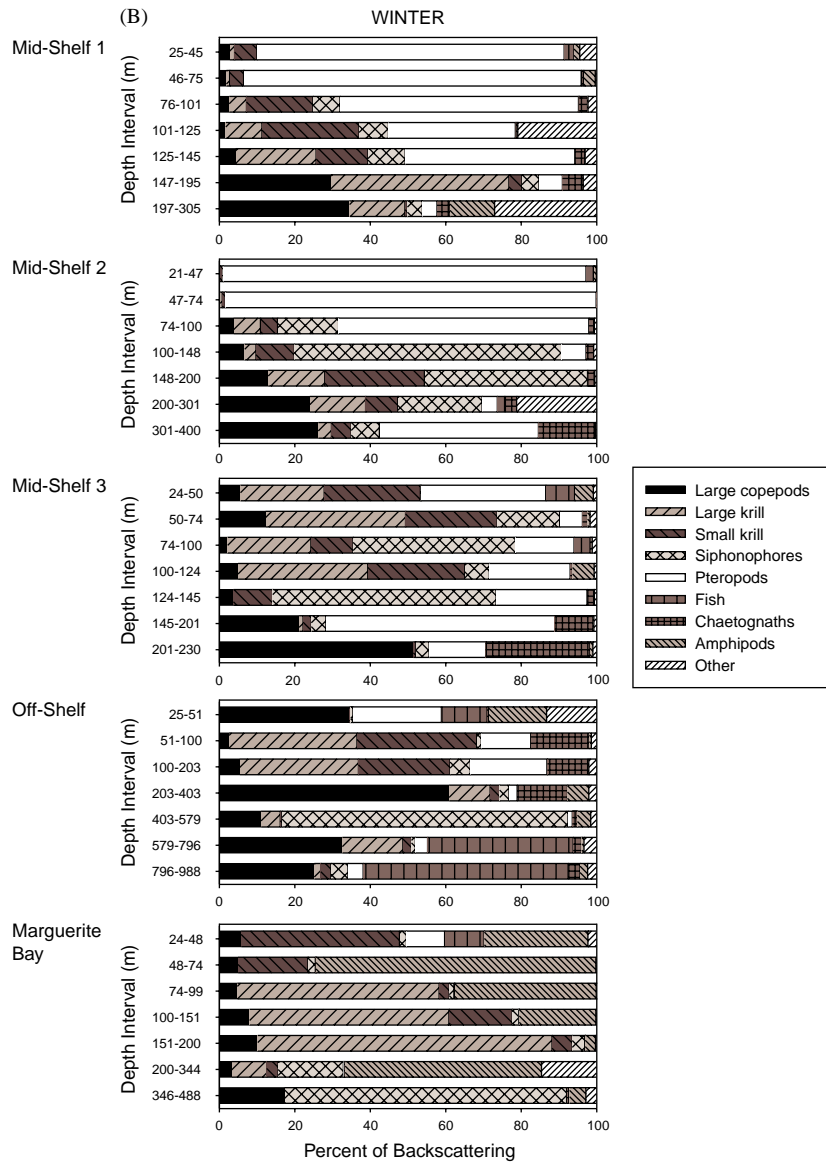 (B)
WINTER
Mid-Shelf 1
Depth Interval (m)
25-45
46-75
76-101
101-125
125-145
147-195
197-305
0 20 40 60 80 100
Mid-Shelf 2
Depth Interval (m)
21-47
47-74
74-100
100-148
148-200
200-301
301-400
0 20 40 60 80 100
Mid-Shelf 3
Depth Interval (m)
24-50
50-74
74-100
100-124
124-145
145-201
201-230
0 20 40 60 80 100
Large copepods
Large krill
Small krill
Siphonophores
Pteropods
Fish
Chaetognaths
Amphipods
Other
Off-Shelf
Depth Interval (m)
25-51
51-100
100-203
203-403
403-579
579-796
796-988
0 20 40 60 80 100
Marguerite
Bay
Depth Interval (m)
24-48
48-74
74-99
100-151
151-200
200-344
346-488
0 20 40 60 80 100
Percent of Backscattering